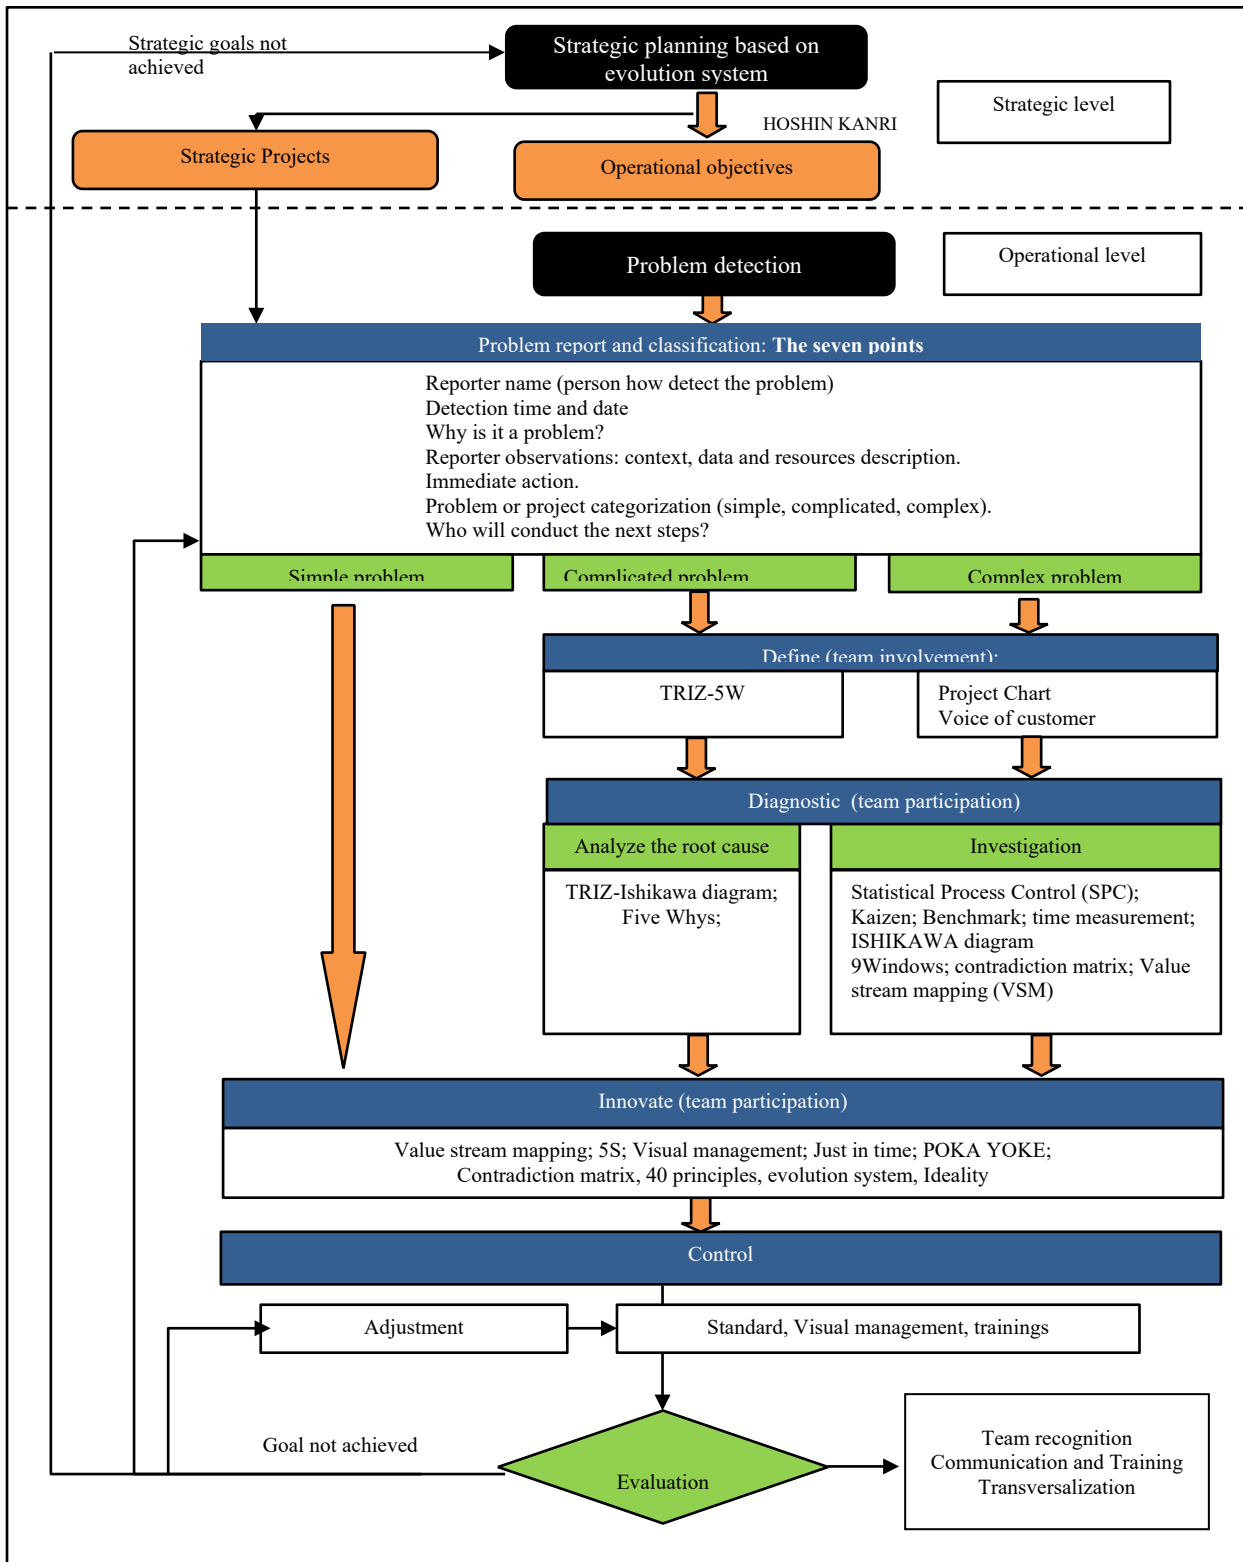 Strategic goals not
achieved
Strategic planning based on
evolution system
Strategic level
HOSHIN KANRI
Strategic Projects
Operational objectives
Problem detection
Operational level
Problem report and classification: The seven points
Reporter name (person how detect the problem)
Detection time and date
Why is it a problem?
Reporter observations: context, data and resources description.
Immediate action.
Problem or project categorization (simple, complicated, complex).
Who will conduct the next steps?
Simple problem
Complicated problem
Complex problem
Define (team involvement):
TRIZ-5W
Project Chart
Voice of customer
Diagnostic (team participation)
Analyze the root cause
Investigation
TRIZ-Ishikawa diagram;
Five Whys;
Statistical Process Control (SPC);
Kaizen; Benchmark; time measurement;
ISHIKAWA diagram
9Windows; contradiction matrix; Value
stream mapping (VSM)
Innovate (team participation)
Value stream mapping; 5S; Visual management; Just in time; POKA YOKE;
Contradiction matrix, 40 principles, evolution system, Ideality
Control
Adjustment
Standard, Visual management, trainings
Goal not achieved
Evaluation
Team recognition
Communication and Training
Transversalization